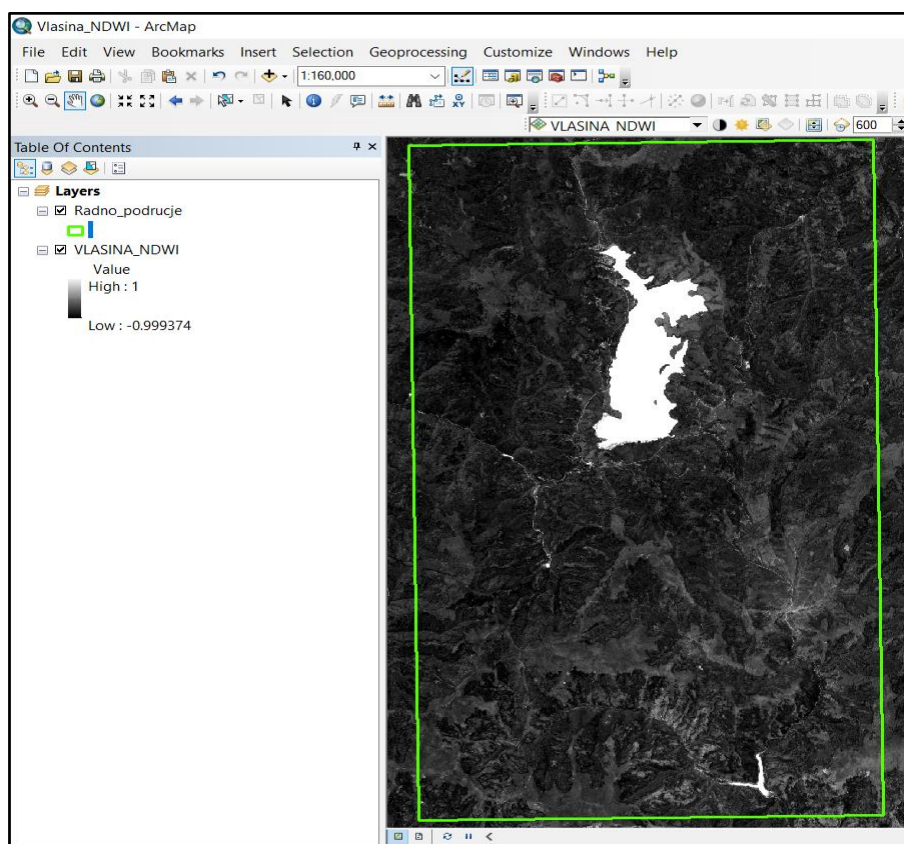 Vlasina_NDWI - ArcMap
File Edit View Bookmarks Insert Selection Geoprocessing Customize Windows Help
1:160,000
VLASINA NDWI 600
Table Of Contents
Layers
Radno_podrucje
VLASINA_NDWI
Value
High : 1
Low : -0.999374